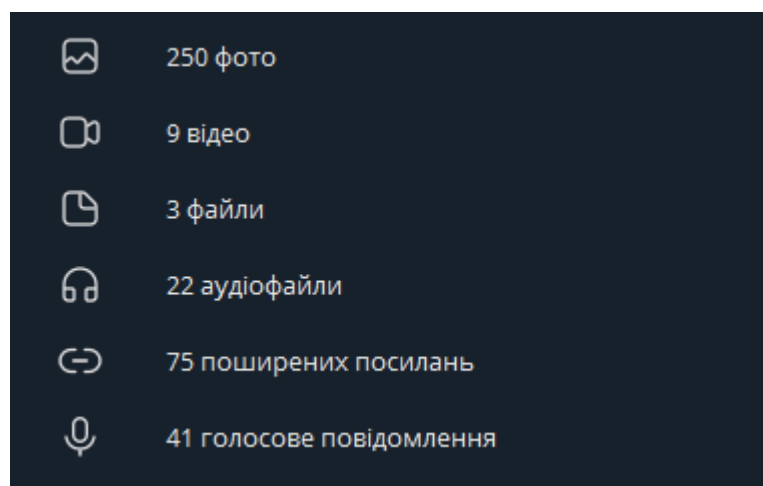 250 фото
9 відео
3 файли
22 аудіофайли
75 поширених посилань
41 голосове повідомлення